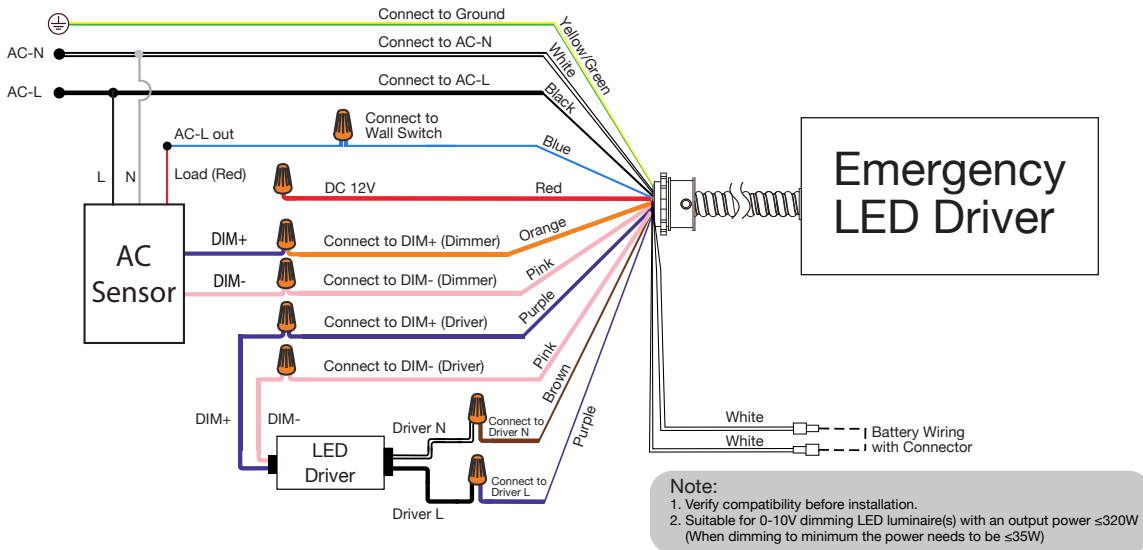 Connect to Ground
Yellow/Green
AC-N
Connect to AC-N
White
AC-L
Connect to AC-L
Black
AC-L out
Connect to
Wall Switch
Blue
L
N
Load (Red)
DC 12V
Red
Emergency
LED Driver
AC
Sensor
DIM+
Connect to DIM+ (Dimmer)
Orange
DIM-
Connect to DIM- (Dimmer)
Pink
Connect to DIM+ (Driver)
Purple
Connect to DIM- (Driver)
Pink
Brown
Purple
DIM+
DIM-
LED
Driver
Driver N
Connect to
Driver N
Driver L
Connect to
Driver L
White
White
Battery Wiring
with Connector
Note:
1. Verify compatibility before installation.
2. Suitable for 0-10V dimming LED luminaire(s) with an output power ≤320W
(When dimming to minimum the power needs to be ≤35W)